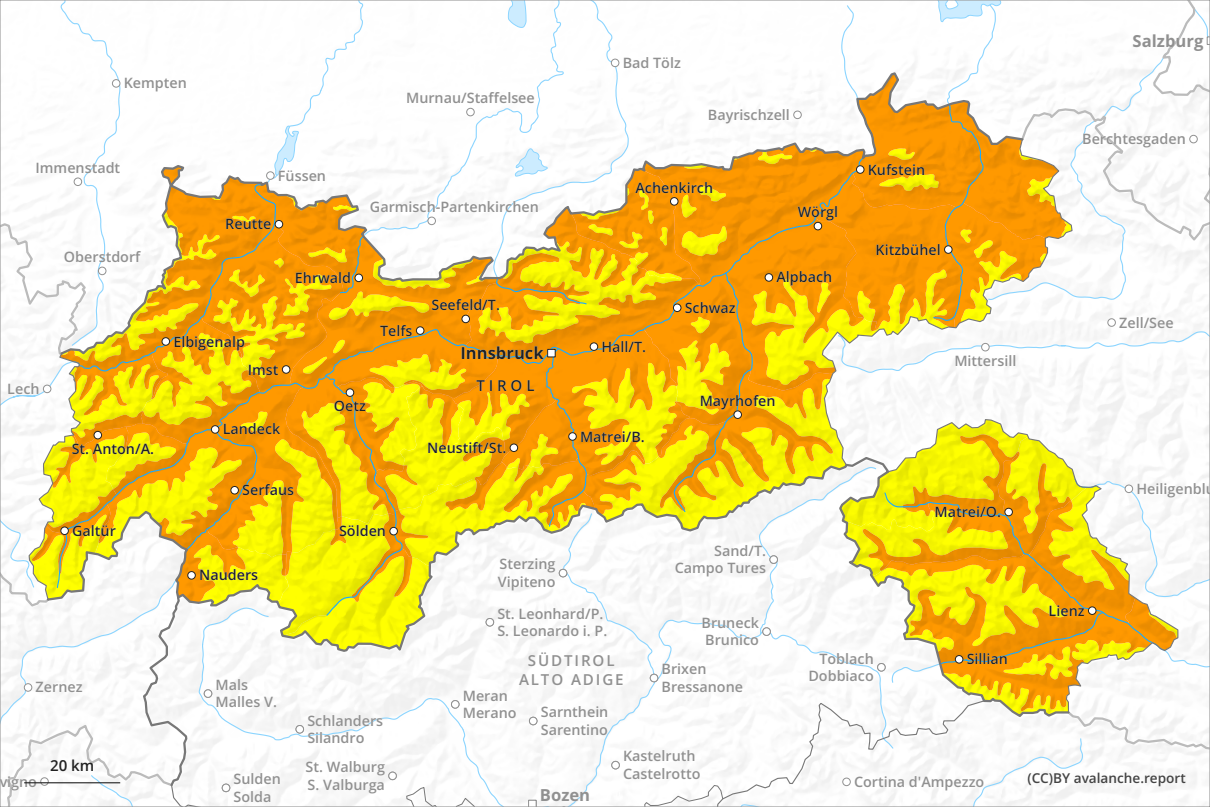 Salzburg
Bad Tölz
Kempten
Murnau/Staffelsee
Bayrischzell
Berchtesgaden
Immenstadt
Füssen
Kufstein
Achenkirch
Garmisch-Partenkirchen
Wörgl
Reutte
Kitzbühel
Oberstdorf
Ehrwald
Alpbach
Seefeld/T.
Schwaz
Zell/See
Telfs
Elbigenalp
Innsbruck
Hall/T.
Mittersill
Imst
TIROL
Lech
Oetz
Mayrhofen
Landeck
Matrei/B.
St. Anton/A.
Neustift/St.
Serfaus
Heiligenblu
Matrei/O.
Galtür
Sölden
Sand/T.
Campo Tures
Sterzing
Vipiteno
Nauders
St. Leonhard/P.
S. Leonardo i. P.
Lienz
Bruneck
Brunico
SÜDTIROL
ALTO ADIGE
Sillian
Toblach
Dobbiaco
Brixen
Bressanone
Zernez
Mals
Malles V.
Meran
Merano
Sarnthein
Sarentino
Schlanders
Silandro
Kastelruth
Castelrotto
20 km
St. Walburg
S. Valburga
Sulden
Solda
vigno
Cortina d'Ampezzo
(CC)BY avalanche.report
Bozen